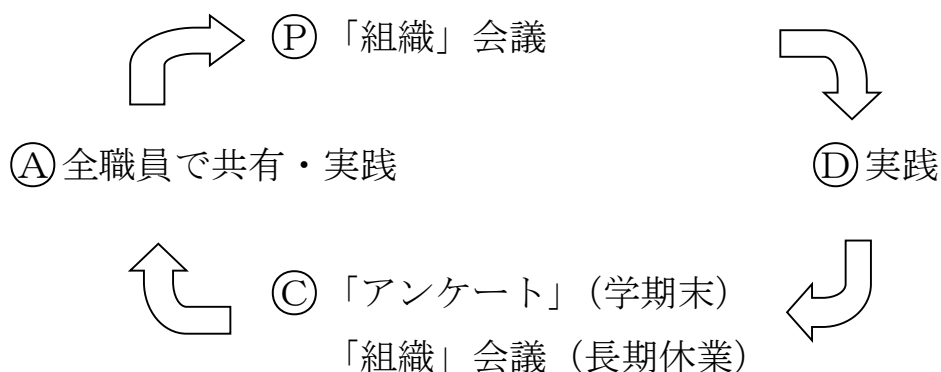 Ⓟ「組織」会議
Ⓐ全職員で共有・実践
Ⓓ実践
Ⓒ「アンケート」（学期末）
「組織」会議（長期休業）